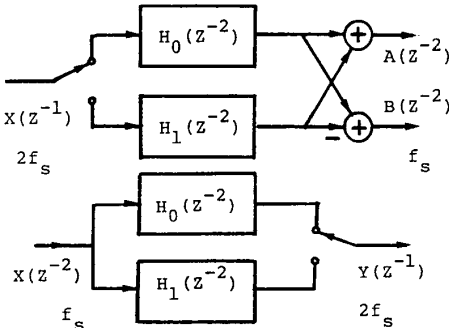 H₀(Z⁻²)
A(Z⁻²)
X(Z⁻¹)
H₁(Z⁻²)
B(Z⁻²)
2fₛ
fₛ
H₀(Z⁻²)
X(Z⁻²)
H₁(Z⁻²)
Y(Z⁻¹)
fₛ
2fₛ